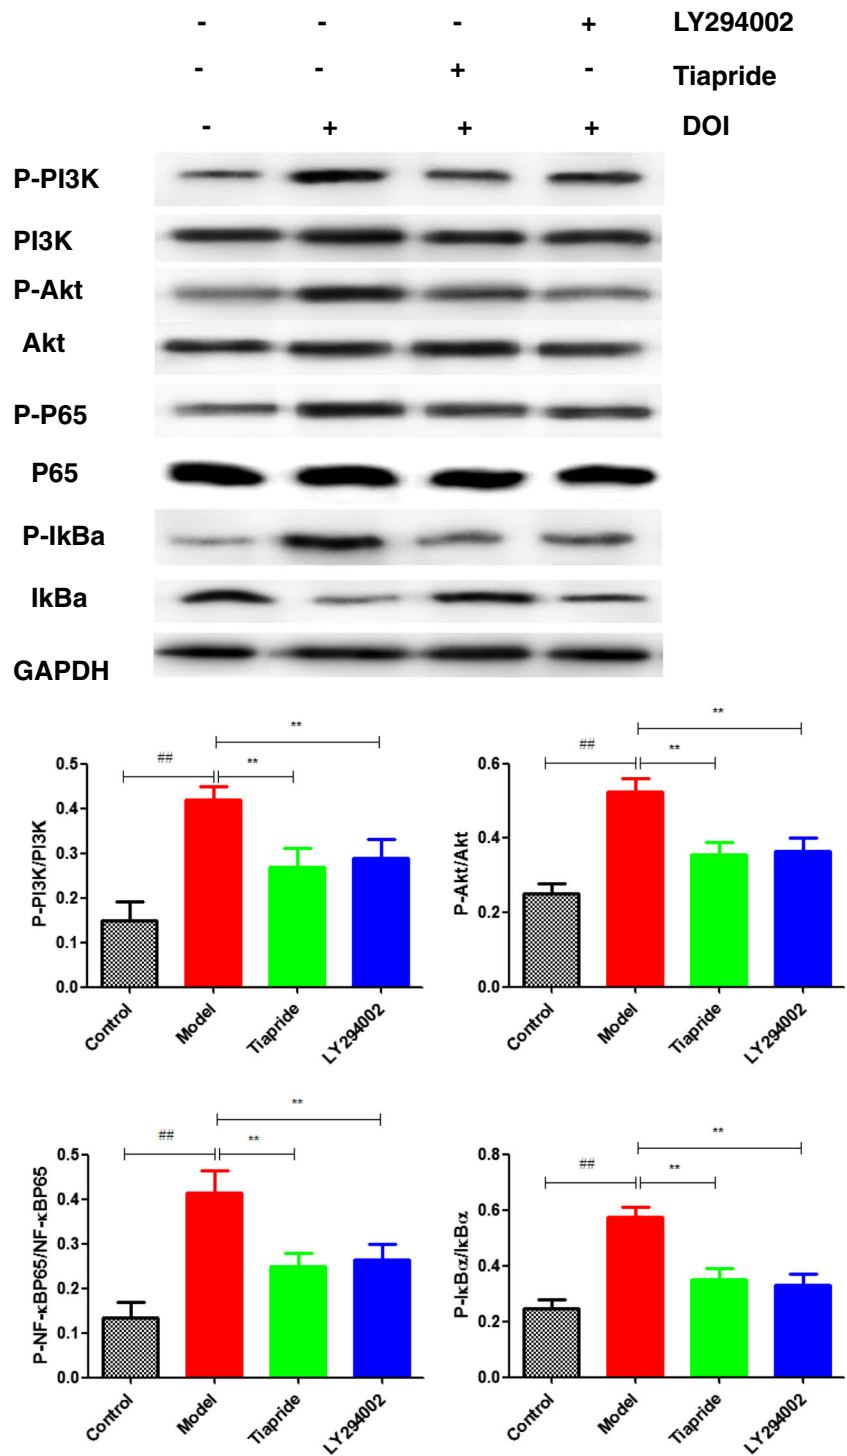 - - - + LY294002
- - + - Tiapride
- + + + DOI
P-PI3K
PI3K
P-Akt
Akt
P-P65
P65
P-IkBa
IkBa
GAPDH
**
##
**
0.5
0.4
0.3
0.2
0.1
0.0
P-PI3K/PI3K
Control
Model
Tiapride
LY294002
**
##
**
0.6
0.4
0.2
0.0
P-Akt/Akt
Control
Model
Tiapride
LY294002
**
##
**
0.5
0.4
0.3
0.2
0.1
0.0
P-NF-κBP65/NF-κBP65
Control
Model
Tiapride
LY294002
**
##
**
0.8
0.6
0.4
0.2
0.0
P-IκBα/IκBα
Control
Model
Tiapride
LY294002